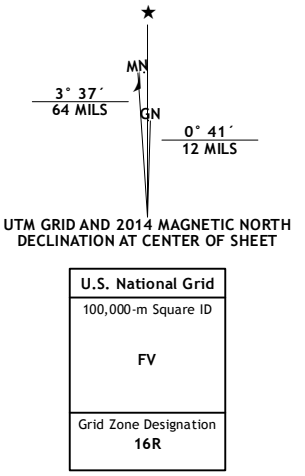 MN
3° 37´
64 MILS
GN
0° 41´
12 MILS
UTM GRID AND 2014 MAGNETIC NORTH
DECLINATION AT CENTER OF SHEET
U.S. National Grid
100,000-m Square ID
FV
Grid Zone Designation
16R